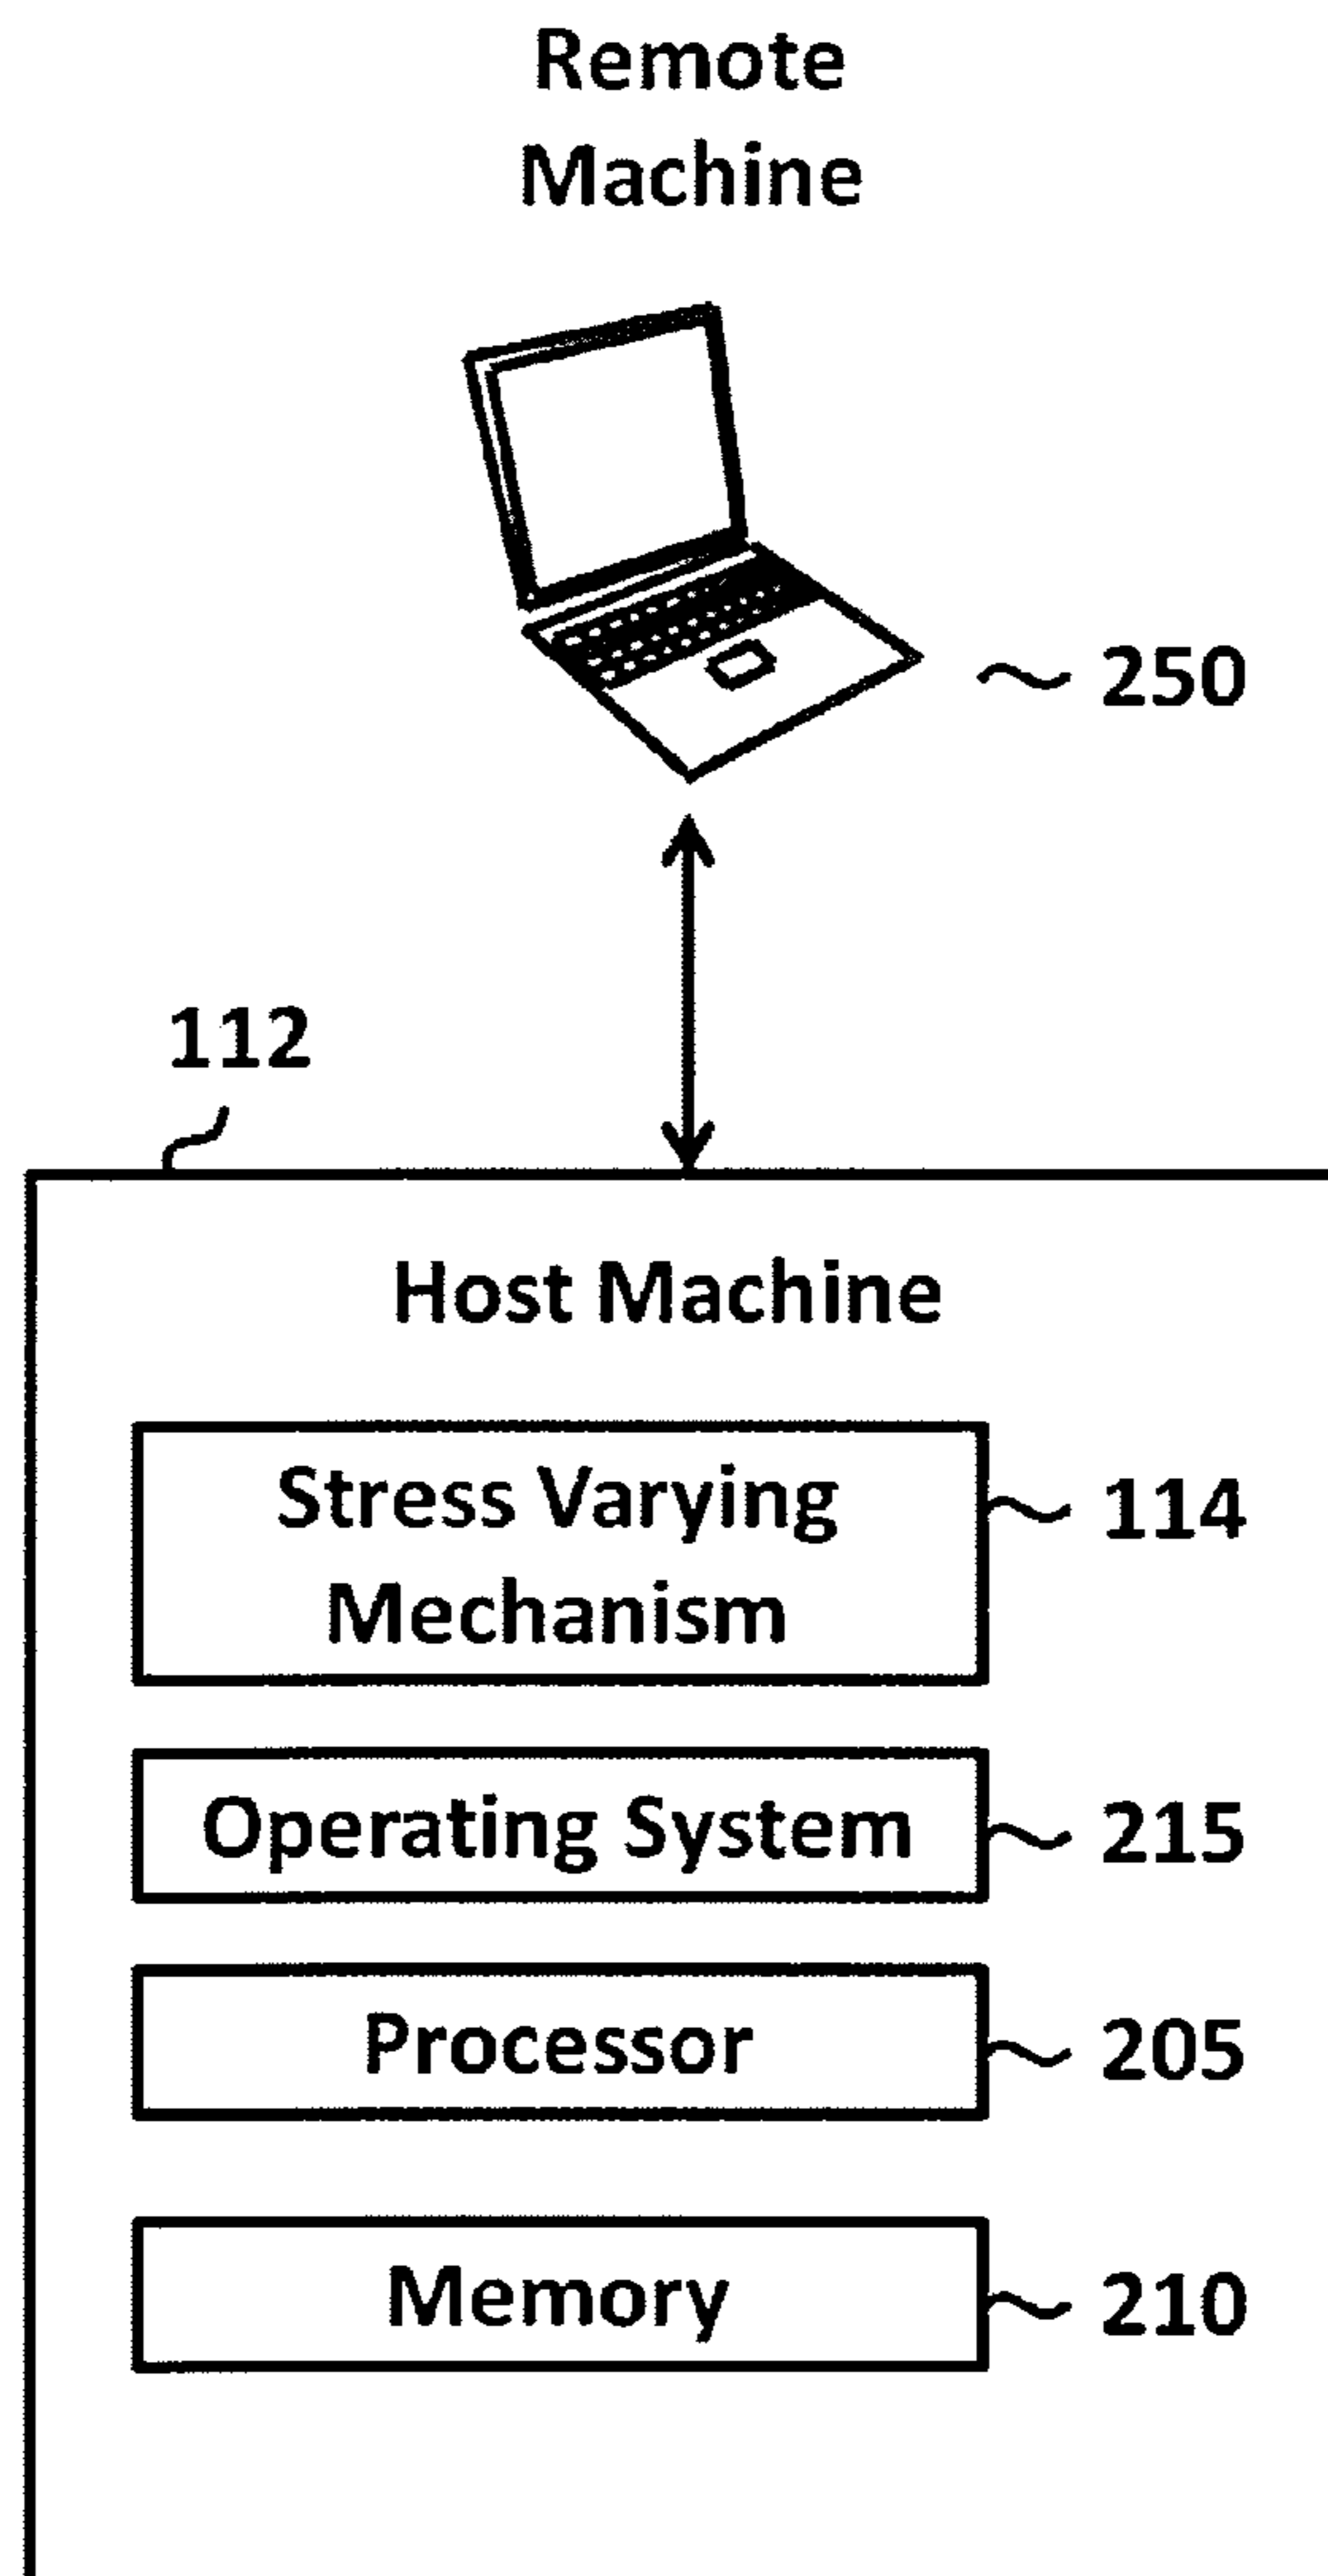 Remote
Machine
250
112
Host Machine
Stress Varying
Mechanism
114
Operating System
215
Processor
205
Memory
210